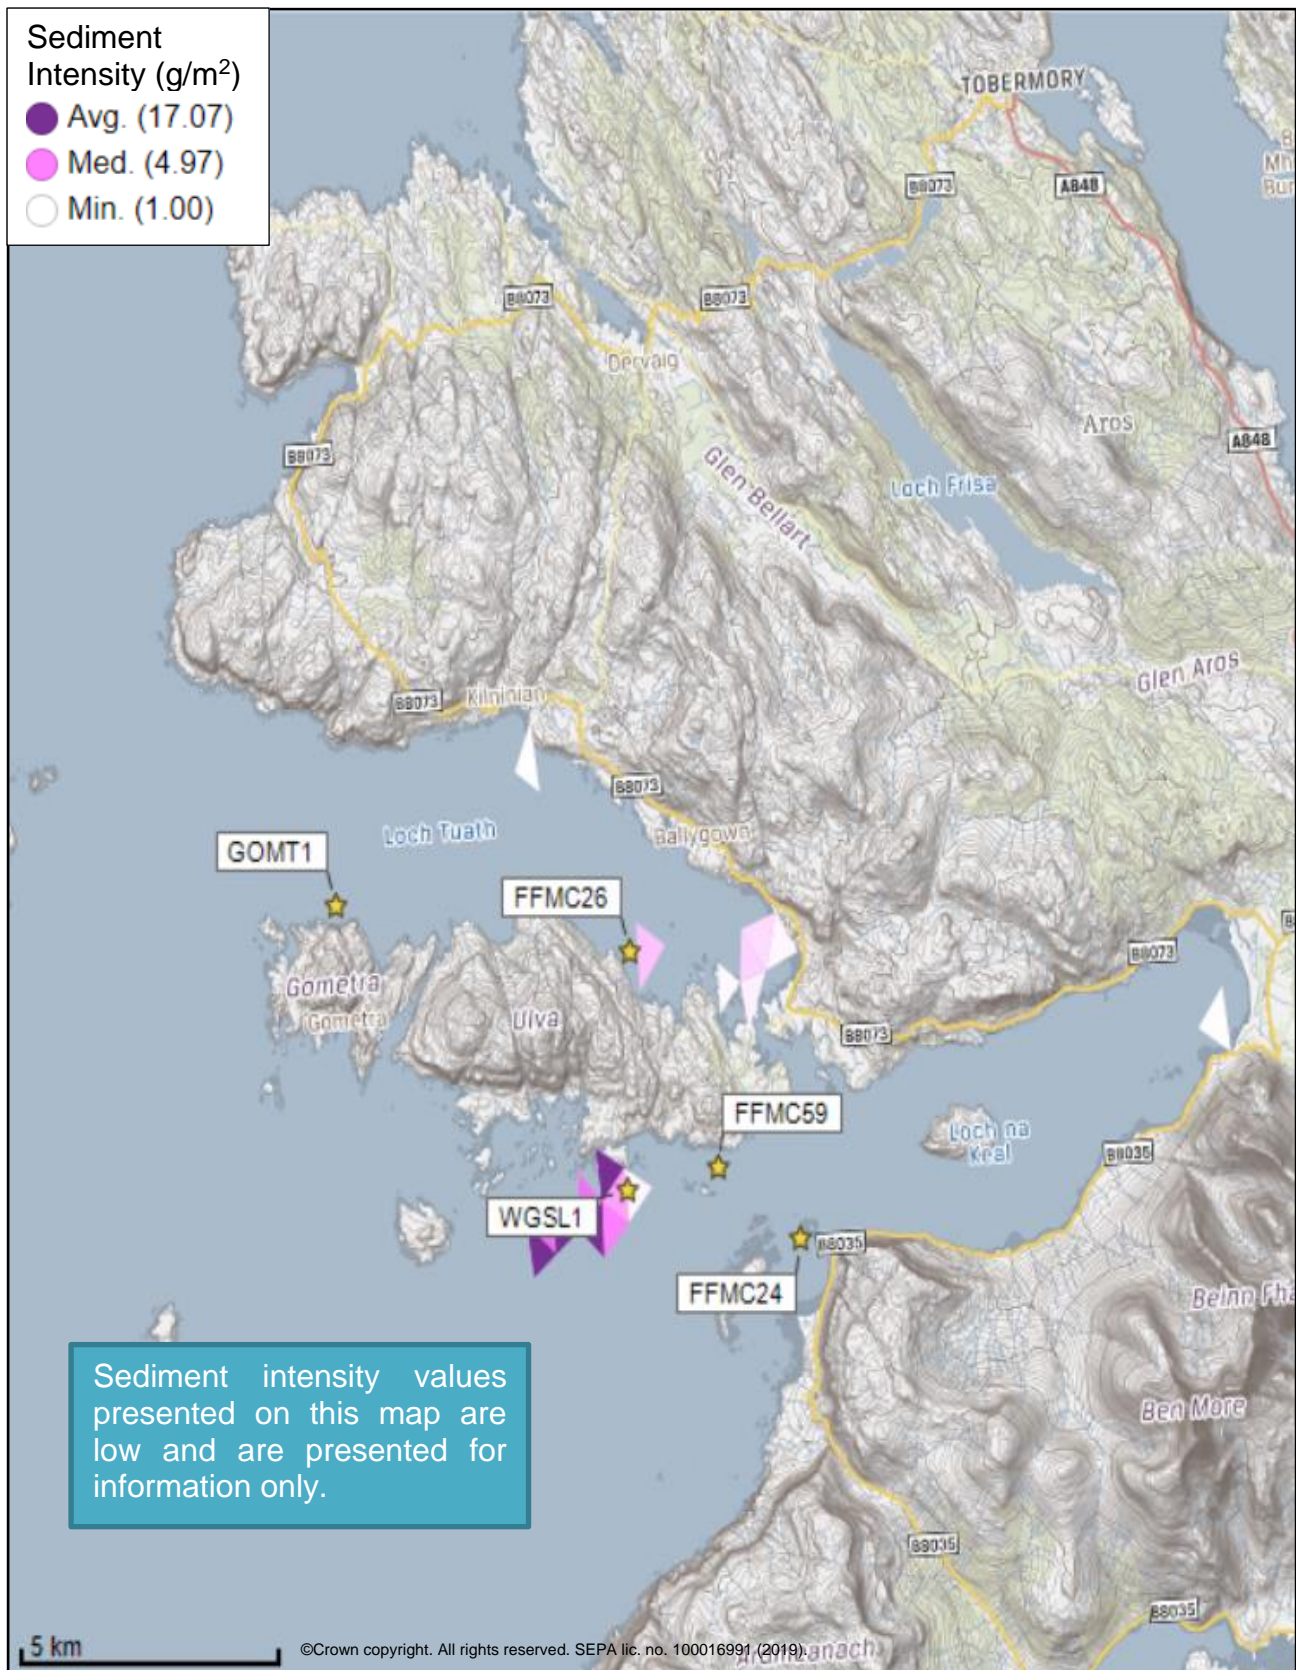 Sediment
Intensity (g/m²)
Avg. (17.07)
Med. (4.97)
Min. (1.00)
TOBERMORY
B8073
A848
B8073
B8073
Dervaig
Aros
A848
B8073
Glen Bellart
Loch Frisa
Glen Aros
B8073
Kilninian
B8073
Loch Tuath
Ballygown
GOMT1
FFMC26
B8073
Gometra
Gometra
Ulva
B8073
FFMC59
Loch na
Keal
B8035
WGSL1
B8035
FFMC24
Beinn Fha
Ben More
Sediment intensity values
presented on this map are
low and are presented for
information only.
B8035
B8035
5 km
©Crown copyright. All rights reserved. SEPA lic. no. 100016991 (2019).